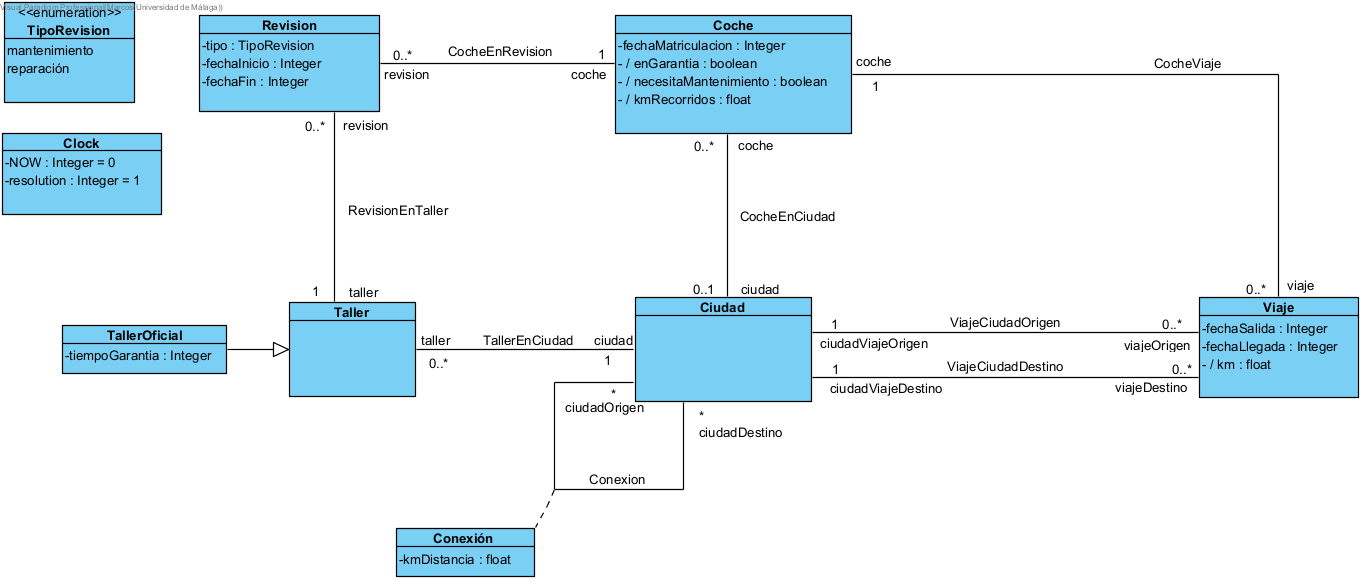 Visual Paradigm Professional(Marcos(Universidad de Málaga))
<<enumeration>>
TipoRevision
mantenimiento
reparación
Clock
-NOW : Integer = 0
-resolution : Integer = 1
Revision
-tipo : TipoRevision
-fechaInicio : Integer
-fechaFin : Integer
0..*
revision
CocheEnRevision
1
coche
Coche
-fechaMatriculacion : Integer
- / enGarantia : boolean
- / necesitaMantenimiento : boolean
- / kmRecorridos : float
coche
1
CocheViaje
0..*
viaje
0..*
revision
RevisionEnTaller
1
taller
0..*
coche
CocheEnCiudad
0..1
ciudad
TallerOficial
-tiempoGarantia : Integer
Taller
taller
0..*
TallerEnCiudad
ciudad
1
Ciudad
1
ciudadViajeOrigen
ViajeCiudadOrigen
0..*
viajeOrigen
1
ciudadViajeDestino
ViajeCiudadDestino
0..*
viajeDestino
Viaje
-fechaSalida : Integer
-fechaLlegada : Integer
- / km : float
*
ciudadOrigen
*
ciudadDestino
Conexion
Conexión
-kmDistancia : float